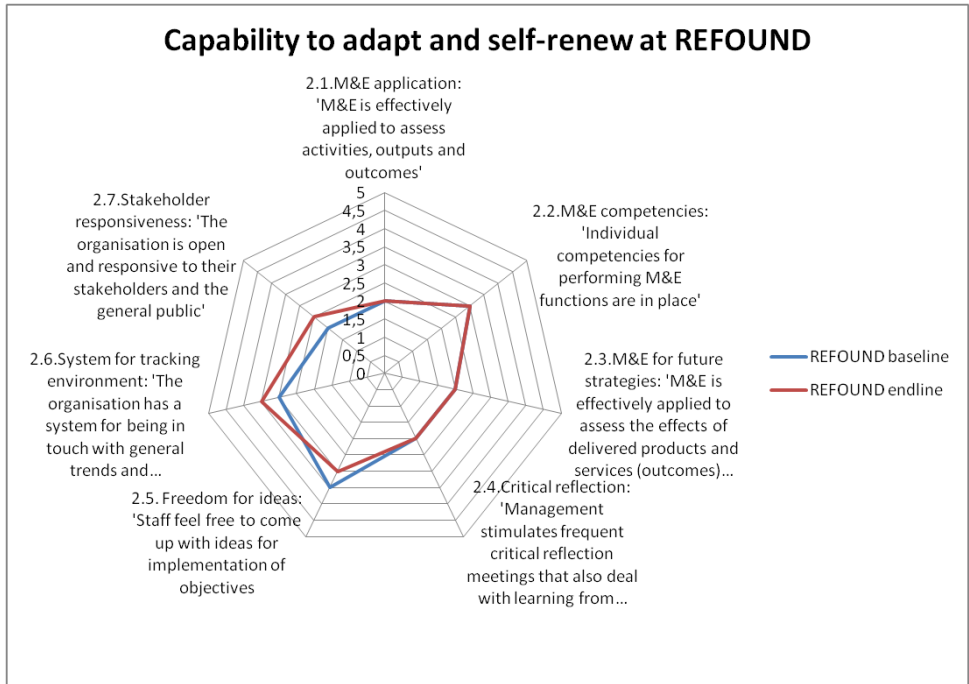 Capability to adapt and self-renew at REFOUND
2.1.M&E application:
'M&E is effectively
applied to assess
activities, outputs and
outcomes'
5
4,5
4
3,5
3
2,5
2
1,5
1
0,5
0
2.2.M&E competencies:
'Individual
competencies for
performing M&E
functions are in place'
2.3.M&E for future
strategies: 'M&E is
effectively applied to
assess the effects of
delivered products and
services (outcomes)...
2.4.Critical reflection:
'Management
stimulates frequent
critical reflection
meetings that also deal
with learning from...
2.5. Freedom for ideas:
'Staff feel free to come
up with ideas for
implementation of
objectives
2.6.System for tracking
environment: 'The
organisation has a
system for being in
touch with general
trends and...
2.7.Stakeholder
responsiveness: 'The
organisation is open
and responsive to their
stakeholders and the
general public'
REFOUND baseline
REFOUND endline